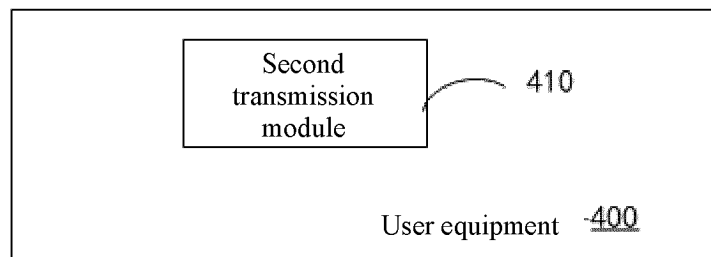 Second
transmission
module
410
User equipment 400